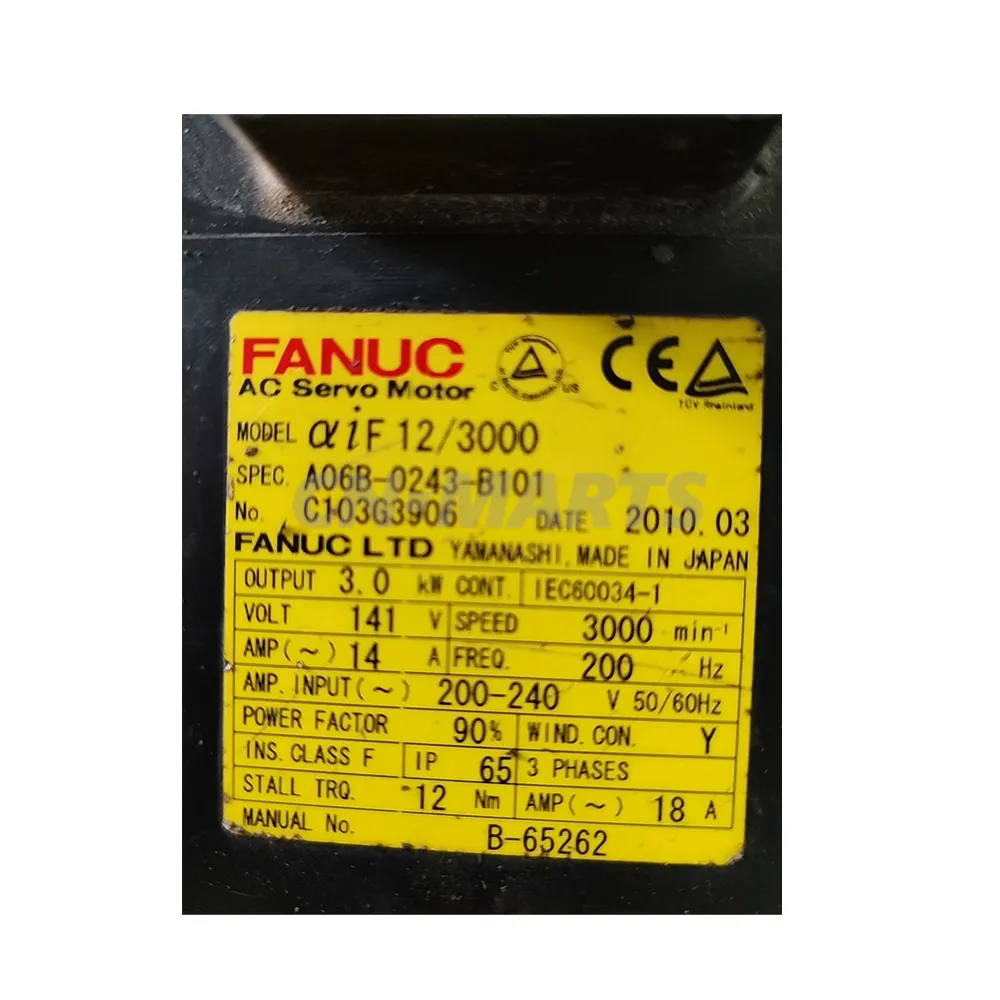 FANUC
AC Servo Motor
C US
CE
TÜV Rheinland
MODEL αiF 12/3000
SPEC. A06B-0243-B101
No. C103G3906 DATE 2010.03
FANUC LTD YAMANASHI, MADE IN JAPAN
OUTPUT 3.0 kW CONT. IEC60034-1
VOLT 141 V SPEED 3000 min⁻¹
AMP(~) 14 A FREQ. 200 Hz
AMP. INPUT(~) 200-240 V 50/60Hz
POWER FACTOR 90% WIND. CON. Y
INS. CLASS F IP 65 3 PHASES
STALL TRQ. 12 Nm AMP(~) 18 A
MANUAL No. B-65262